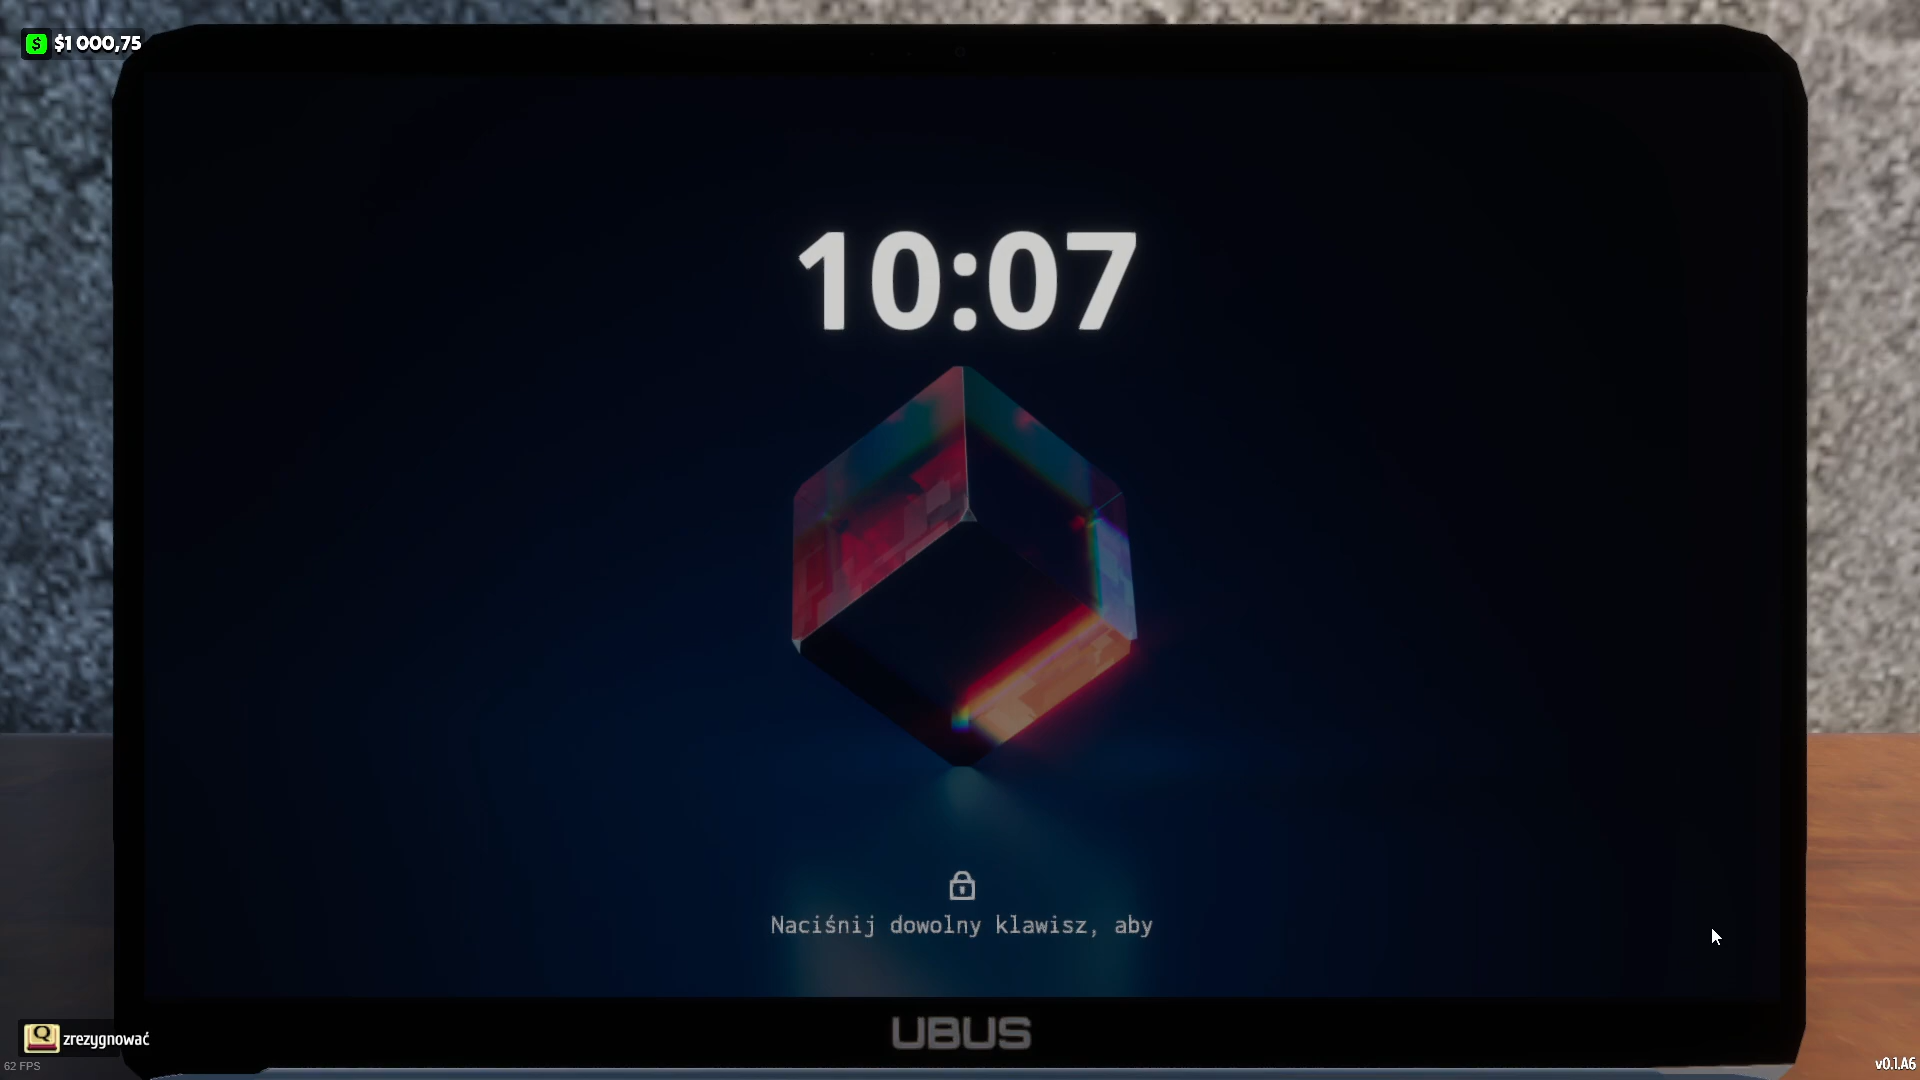 $1 000,75
10:07
Naciśnij dowolny klawisz, aby
UBUS
Q zrezygnować
62 FPS
v0.1.A6